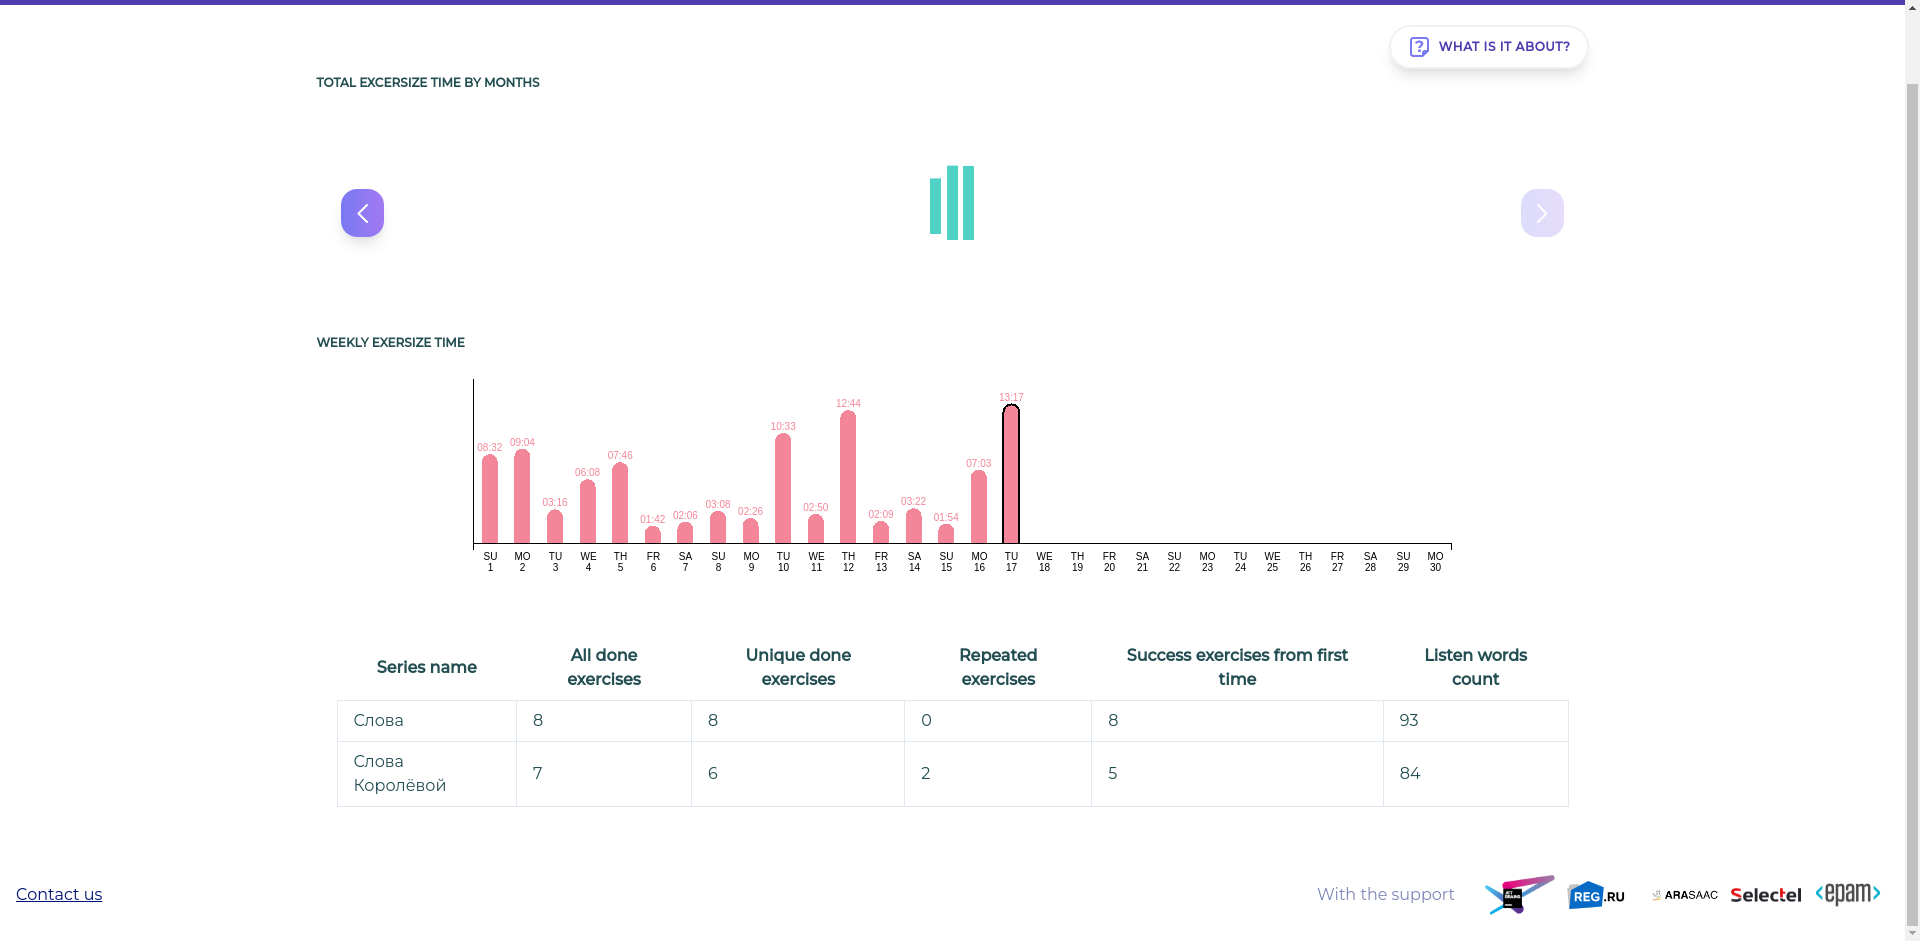 WHAT IS IT ABOUT?
TOTAL EXCERSIZE TIME BY MONTHS
WEEKLY EXERSIZE TIME
08:32 09:04 03:16 06:08 07:46 01:42 02:06 03:08 02:26 10:33 02:50 12:44 02:09 03:22 01:54 07:03 13:17
SU MO TU WE TH FR SA SU MO TU WE TH FR SA SU MO TU WE TH FR SA SU MO TU WE TH FR SA SU MO
1 2 3 4 5 6 7 8 9 10 11 12 13 14 15 16 17 18 19 20 21 22 23 24 25 26 27 28 29 30
Series name All done exercises Unique done exercises Repeated exercises Success exercises from first time Listen words count
Слова 8 8 0 8 93
Слова Королёвой 7 6 2 5 84
Contact us
With the support
JET BRAINS
REG.RU
ARASAAC
Selectel
<epam>